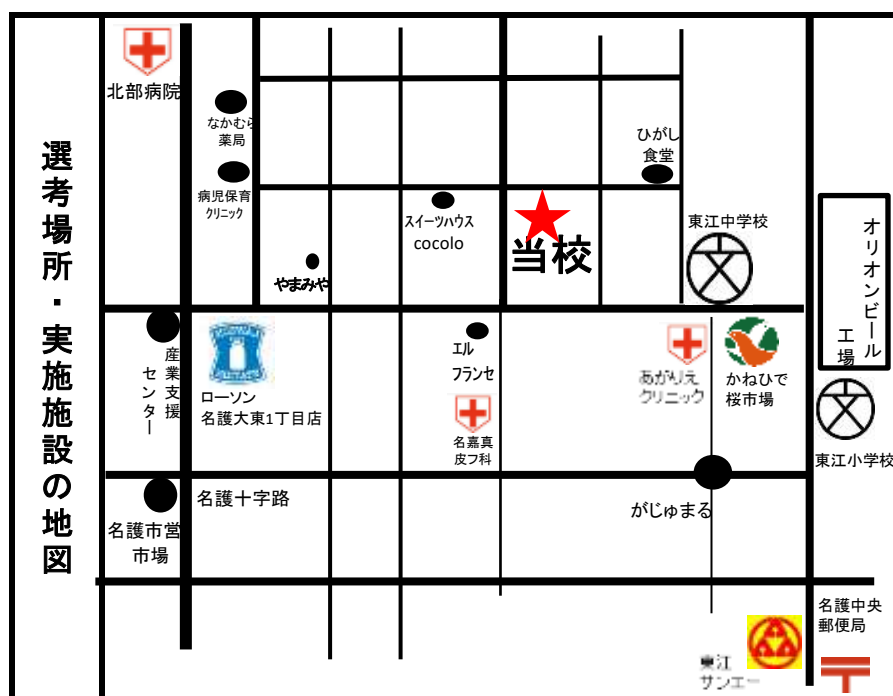 選考場所・実施施設の地図
北部病院
なかむら
薬局
病児保育
クリニック
やまみや
スイーツハウス
cocolo
当校
ひがし
食堂
東江中学校
文
オリオンビール
工場
産業支援
センター
ローソン
名護大東1丁目店
エル
フランセ
名嘉真
皮フ科
あがりえ
クリニック
かねひで
桜市場
文
東江小学校
名護市営
市場
名護十字路
がじゅまる
名護中央
郵便局
東江
サンエー